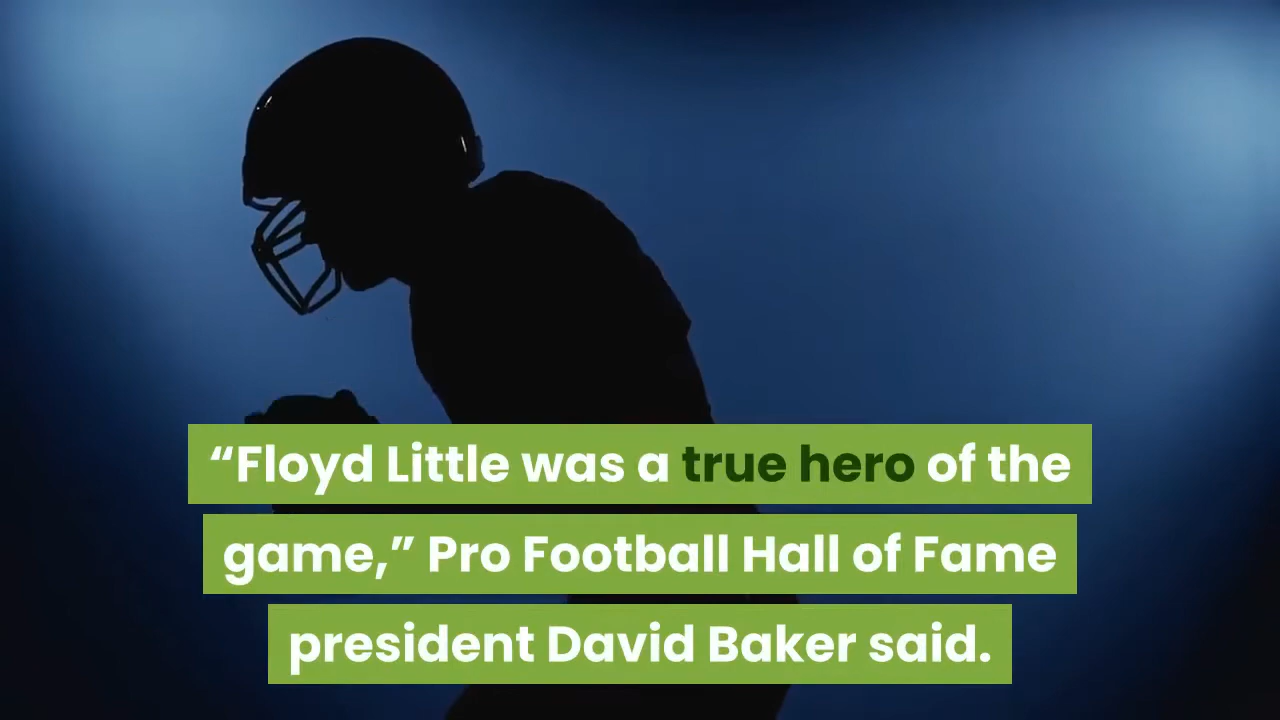 “Floyd Little was a true hero of the
game,” Pro Football Hall of Fame
president David Baker said.